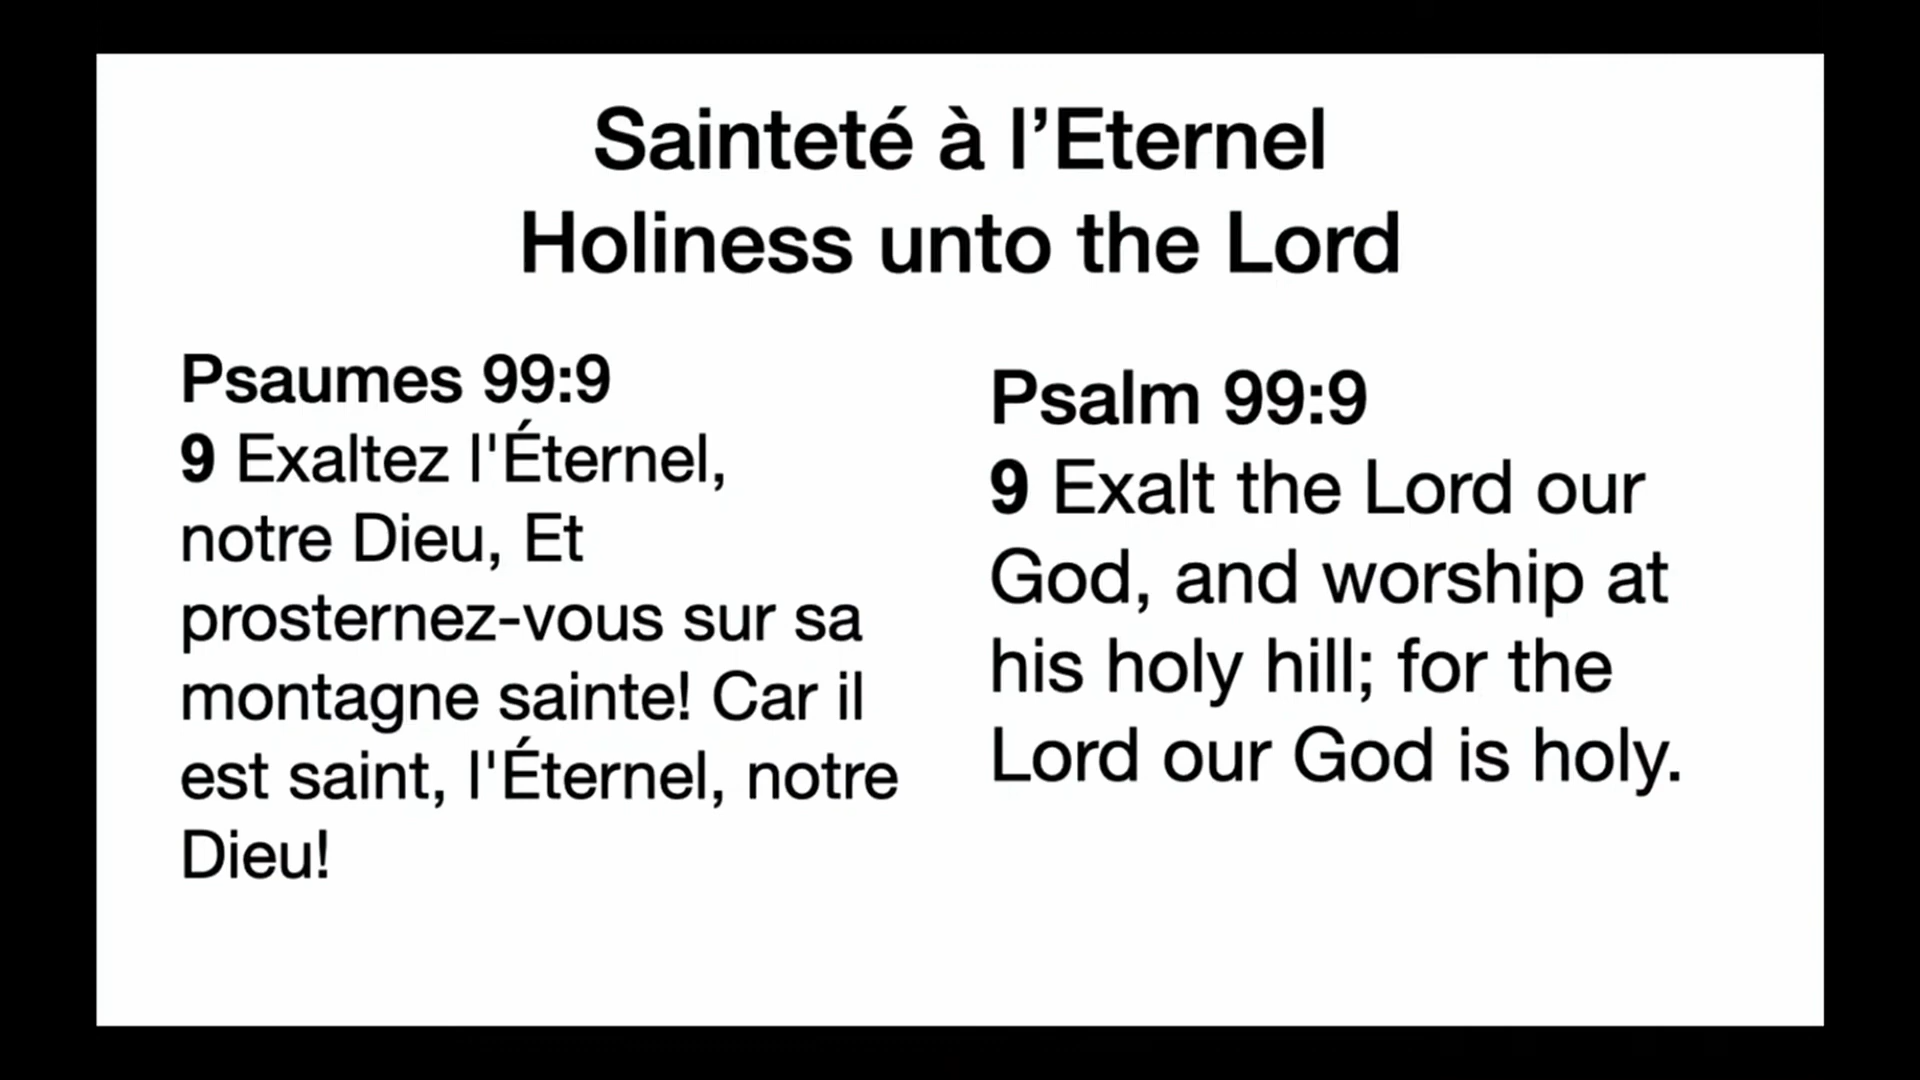 Sainteté à l’Eternel
Holiness unto the Lord
Psaumes 99:9
9 Exaltez l'Éternel,
notre Dieu, Et
prosternez-vous sur sa
montagne sainte! Car il
est saint, l'Éternel, notre
Dieu!
Psalm 99:9
9 Exalt the Lord our
God, and worship at
his holy hill; for the
Lord our God is holy.